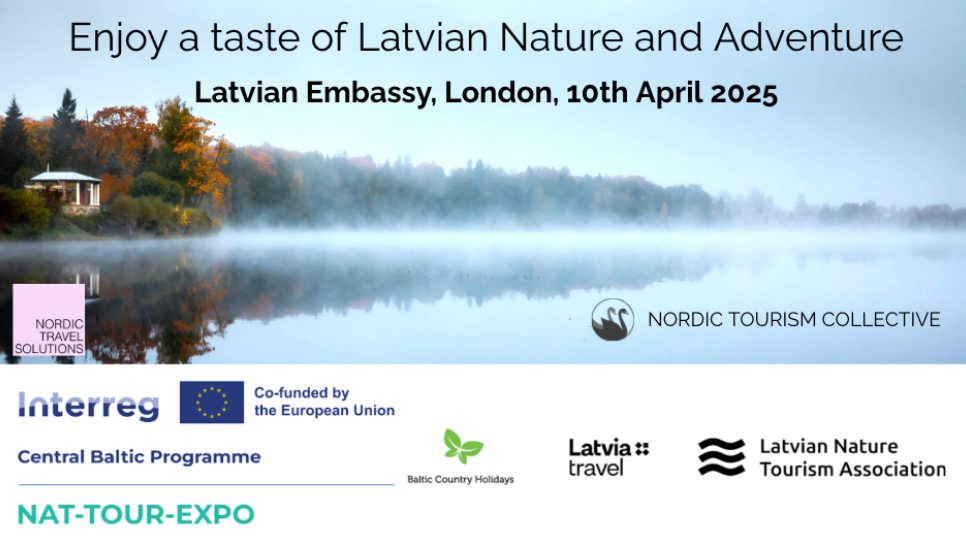 Enjoy a taste of Latvian Nature and Adventure
Latvian Embassy, London, 10th April 2025
NORDIC
TRAVEL
SOLUTIONS
NORDIC TOURISM COLLECTIVE
Interreg
Co-funded by
the European Union
Central Baltic Programme
NAT-TOUR-EXPO
Baltic Country Holidays
Latvia
travel
Latvian Nature
Tourism Association